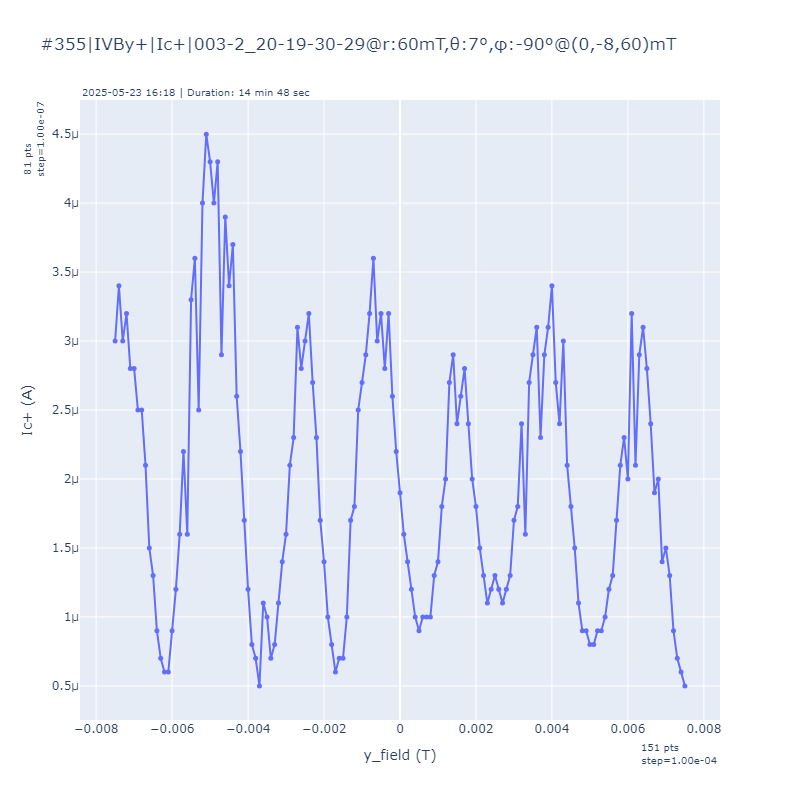 #355|IVBy+|Ic+|003-2_20-19-30-29@r:60mT,θ:7º,φ:-90º@(0,-8,60)mT
2025-05-23 16:18 | Duration: 14 min 48 sec
81 pts
step=1.00e-07
4.5μ
4μ
3.5μ
3μ
2.5μ
2μ
1.5μ
1μ
0.5μ
Ic+ (A)
−0.008
−0.006
−0.004
−0.002
0
0.002
0.004
0.006
0.008
y_field (T)
151 pts
step=1.00e-04